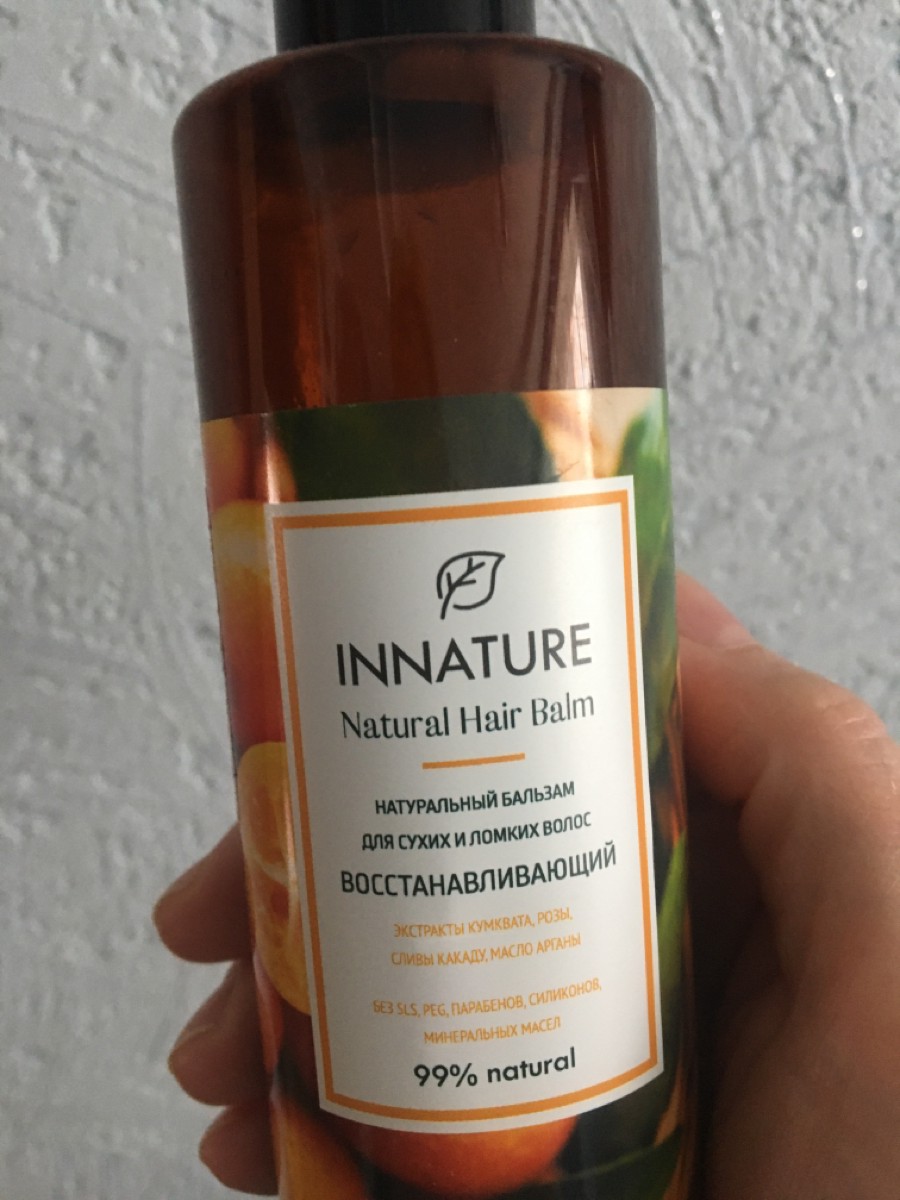 INNATURE
Natural Hair Balm
НАТУРАЛЬНЫЙ БАЛЬЗАМ
ДЛЯ СУХИХ И ЛОМКИХ ВОЛОС
ВОССТАНАВЛИВАЮЩИЙ
ЭКСТРАКТЫ КУМКВАТА, РОЗЫ,
СЛИВЫ КАКАДУ, МАСЛО АРГАНЫ
БЕЗ SLS, PEG, ПАРАБЕНОВ, СИЛИКОНОВ,
МИНЕРАЛЬНЫХ МАСЕЛ
99% natural